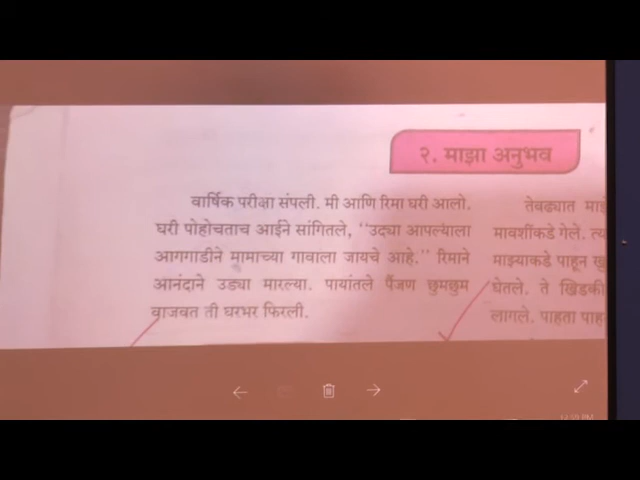 २. माझा अनुभव
वार्षिक परीक्षा संपली. मी आणि रिमा घरी आलो.
घरी पोहोचताच आईने सांगितले, “उद्या आपल्याला
आगगाडीने मामाच्या गावाला जायचे आहे.” रिमाने
आनंदाने उड्या मारल्या. पायांतले पैंजण छुमछुम
वाजवत ती घरभर फिरली.
तेवढ्यात
मावशींकडे गेले.
माझ्याकडे पाहून
घेतले. ते खिडकी
लागले. पाहता